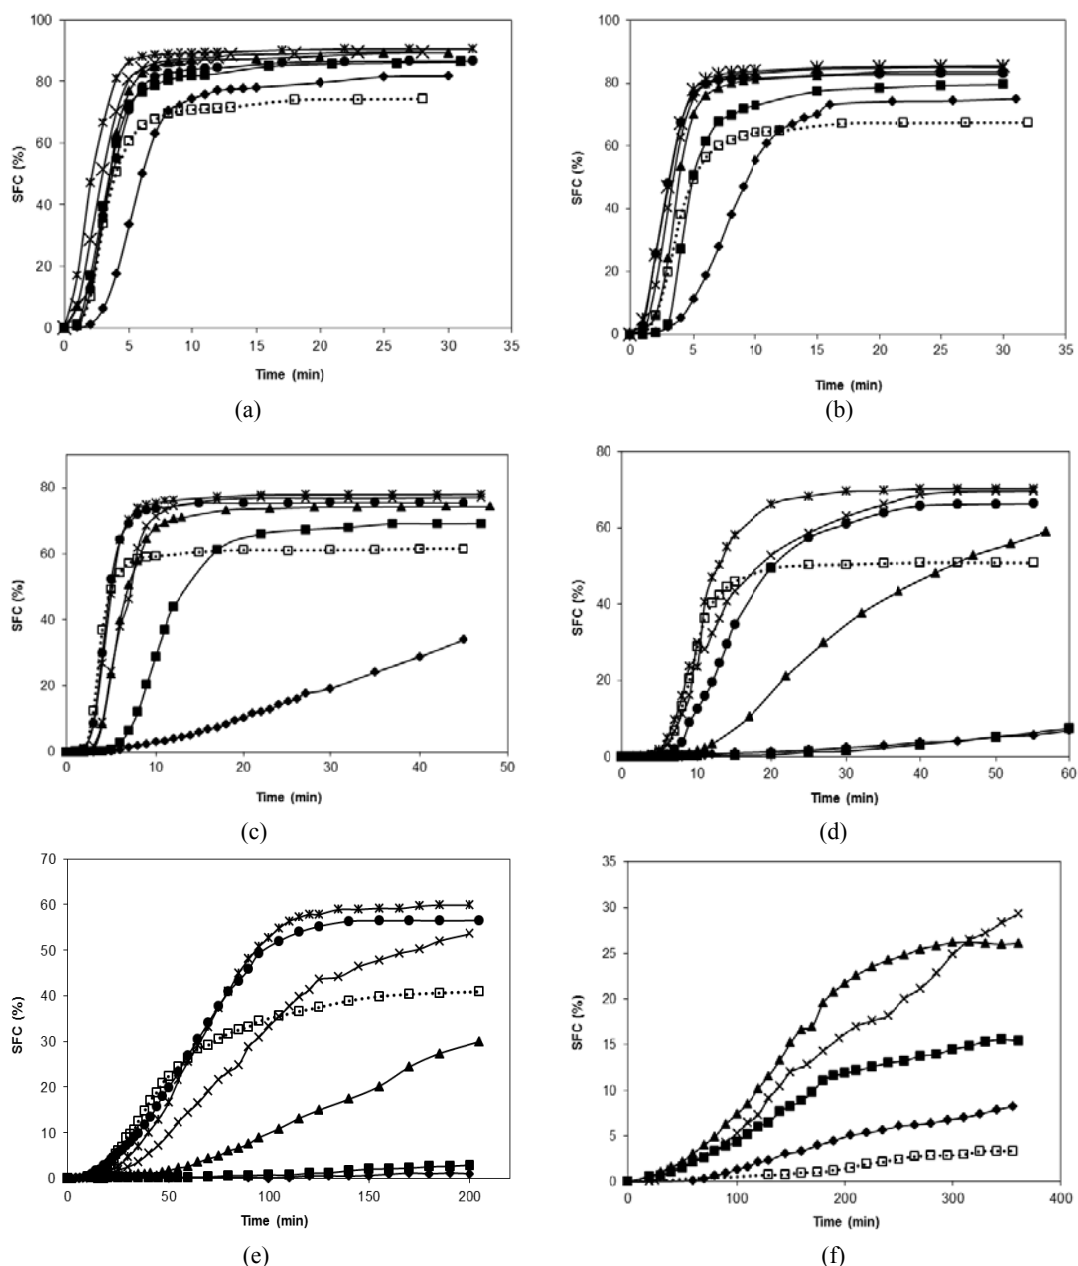 100
80
60
40
20
0
SFC (%)
0 5 10 15 20 25 30 35
Time (min)
(a)
100
80
60
40
20
0
SFC (%)
0 5 10 15 20 25 30 35
Time (min)
(b)
80
60
40
20
0
SFC (%)
0 10 20 30 40 50
Time (min)
(c)
80
60
40
20
0
SFC (%)
0 10 20 30 40 50 60
Time (min)
(d)
70
60
50
40
30
20
10
0
SFC (%)
0 50 100 150 200
Time (min)
(e)
35
30
25
20
15
10
5
0
SFC (%)
0 100 200 300 400
Time (min)
(f)